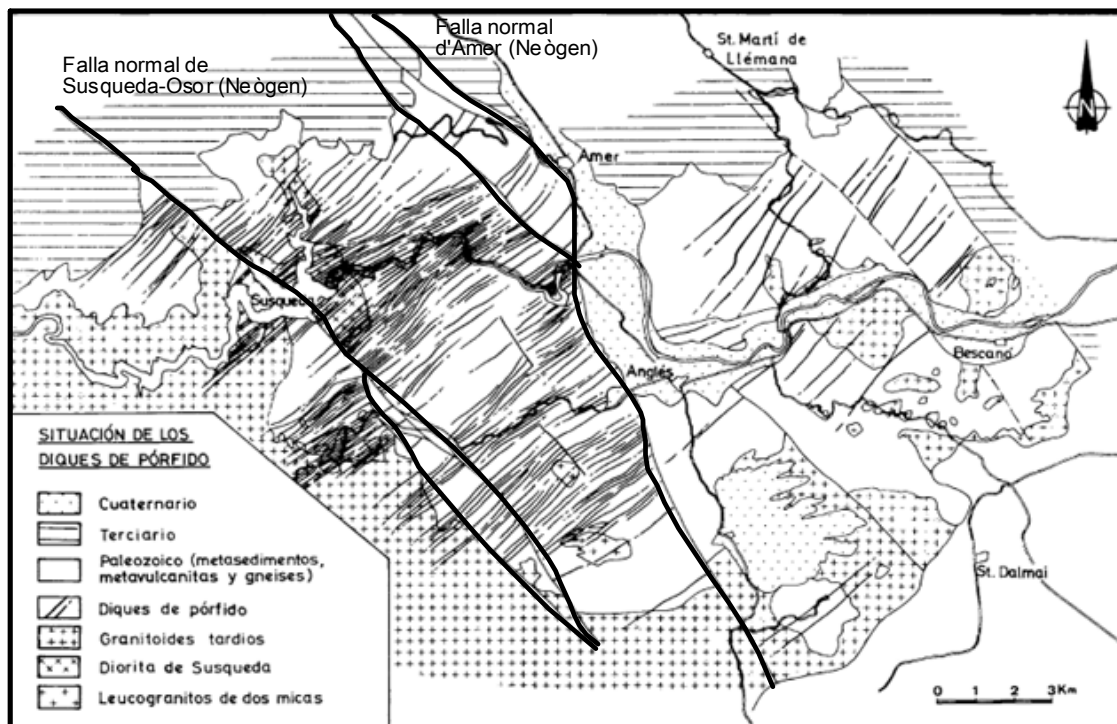 Falla normal de
Susqueda-Osor (Neògen)
Falla normal
d'Amer (Neògen)
St. Martí de
Llémana
N
Amer
Susqueda
Anglés
Bescanó
St. Dalmai
SITUACIÓN DE LOS
DIQUES DE PÓRFIDO
Cuaternario
Terciario
Paleozoico (metasedimentos,
metavulcanitas y gneises)
Diques de pórfido
Granitoides tardios
Diorita de Susqueda
Leucogranitos de dos micas
0 1 2 3Km